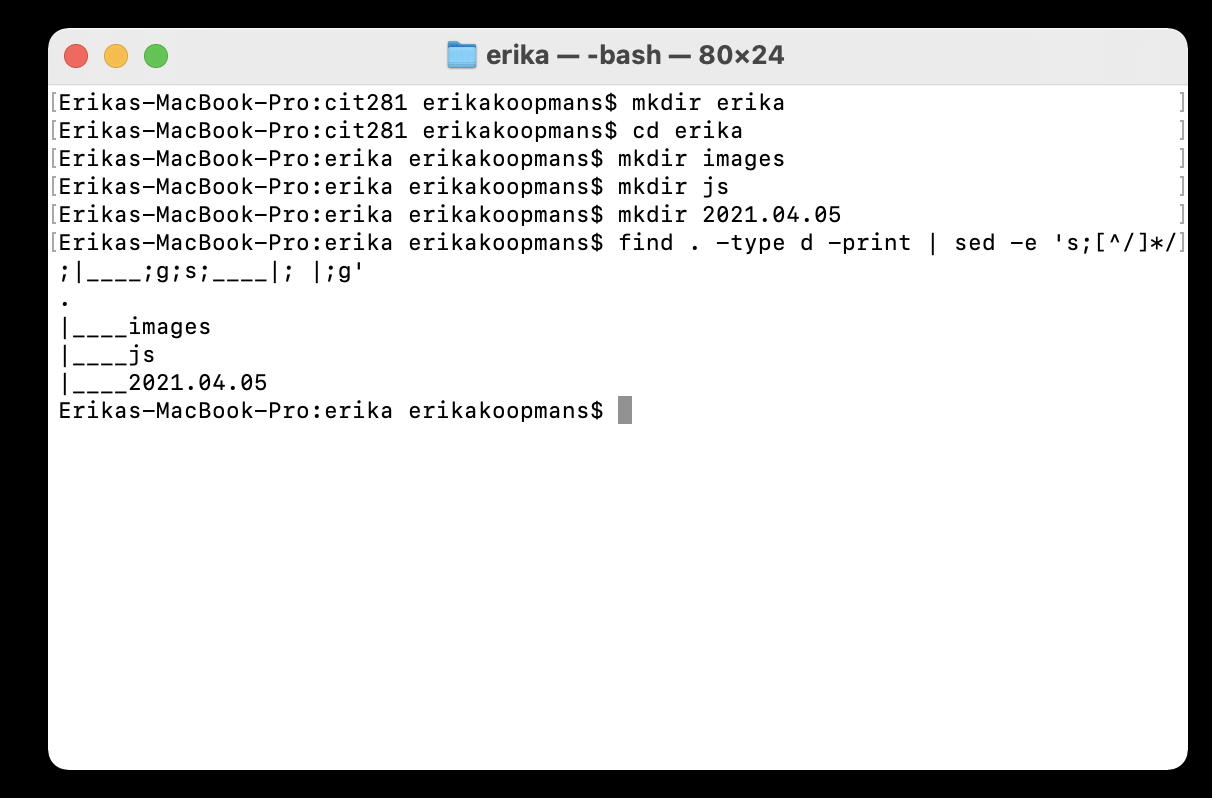 erika — -bash — 80×24
[Erikas-MacBook-Pro:cit281 erikakoopmans$ mkdir erika ]
[Erikas-MacBook-Pro:cit281 erikakoopmans$ cd erika ]
[Erikas-MacBook-Pro:erika erikakoopmans$ mkdir images ]
[Erikas-MacBook-Pro:erika erikakoopmans$ mkdir js ]
[Erikas-MacBook-Pro:erika erikakoopmans$ mkdir 2021.04.05 ]
[Erikas-MacBook-Pro:erika erikakoopmans$ find . -type d -print | sed -e 's;[^/]*/]
;|____;g;s;____|; |;g'
.
|____images
|____js
|____2021.04.05
Erikas-MacBook-Pro:erika erikakoopmans$